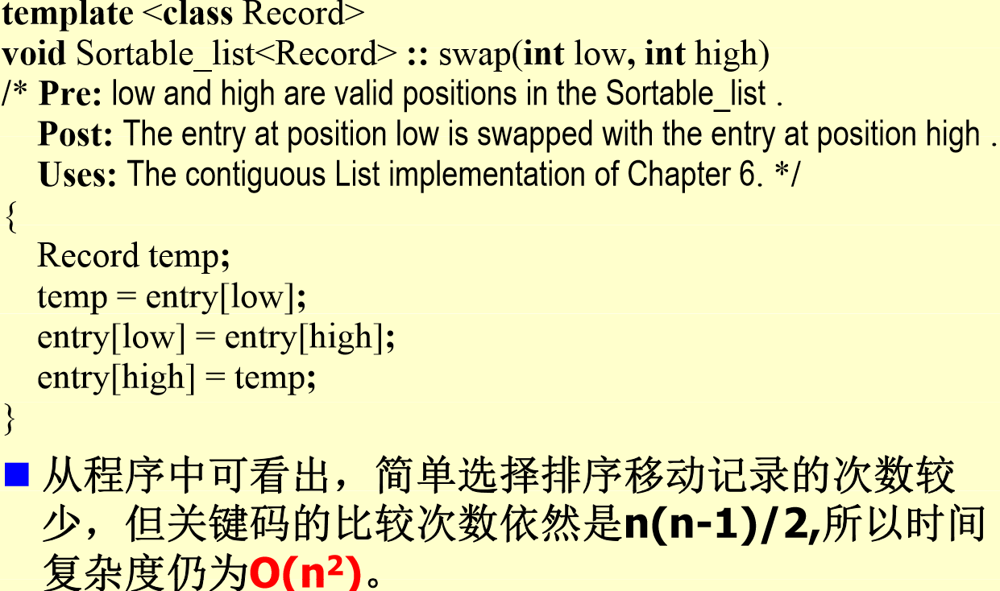 template <class Record>
void Sortable_list<Record> :: swap(int low, int high)
/* Pre: low and high are valid positions in the Sortable_list .
Post: The entry at position low is swapped with the entry at position high .
Uses: The contiguous List implementation of Chapter 6. */
{
Record temp;
temp = entry[low];
entry[low] = entry[high];
entry[high] = temp;
}
从程序中可看出，简单选择排序移动记录的次数较
少，但关键码的比较次数依然是n(n-1)/2,所以时间
复杂度仍为O(n²)。